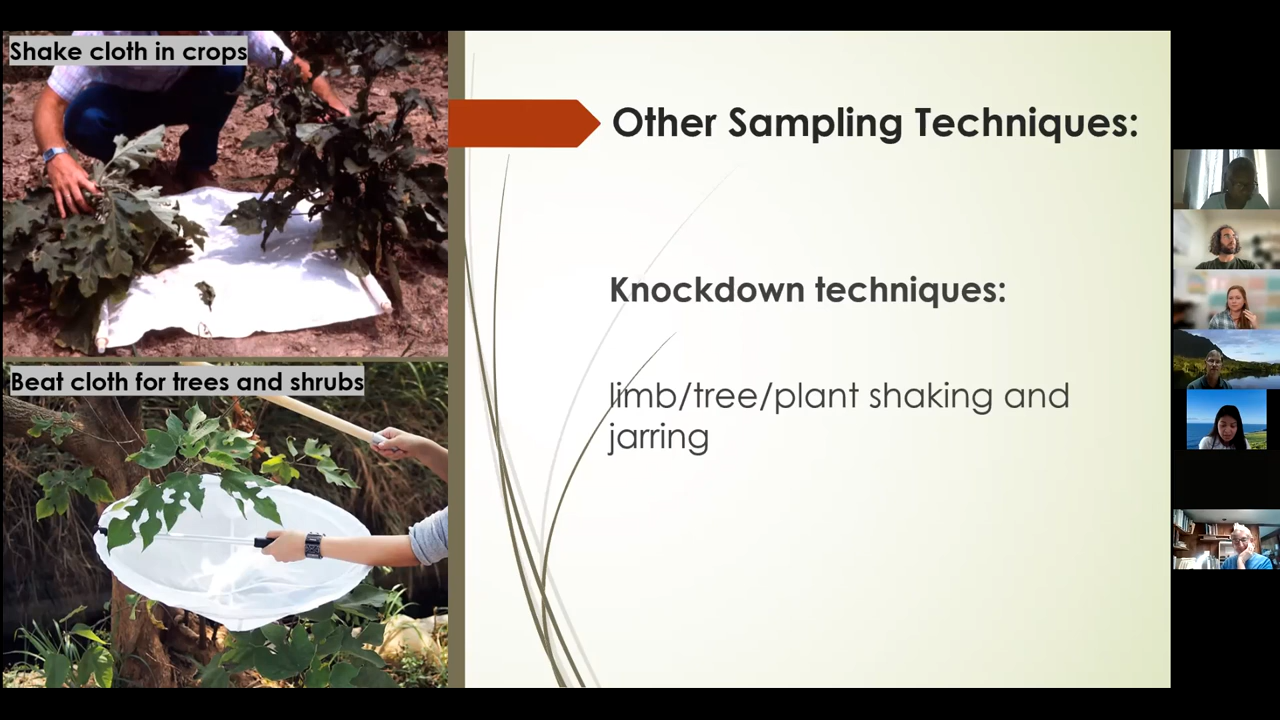 Shake cloth in crops
Other Sampling Techniques:
Knockdown techniques:
Beat cloth for trees and shrubs
limb/tree/plant shaking and
jarring